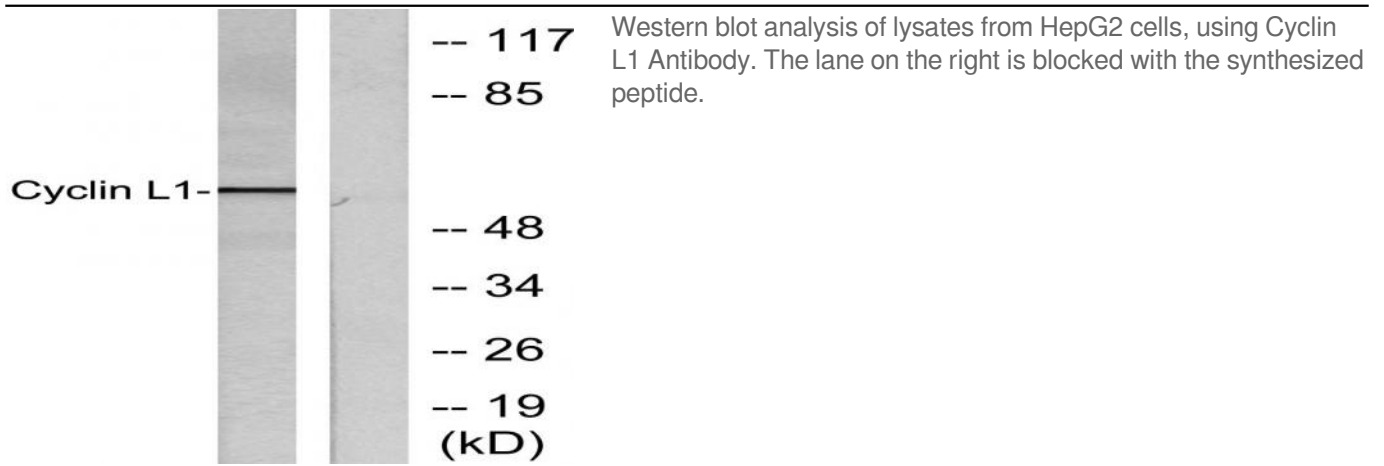 Cyclin L1-
-- 117
-- 85
-- 48
-- 34
-- 26
-- 19
(kD)
Western blot analysis of lysates from HepG2 cells, using Cyclin
L1 Antibody. The lane on the right is blocked with the synthesized
peptide.